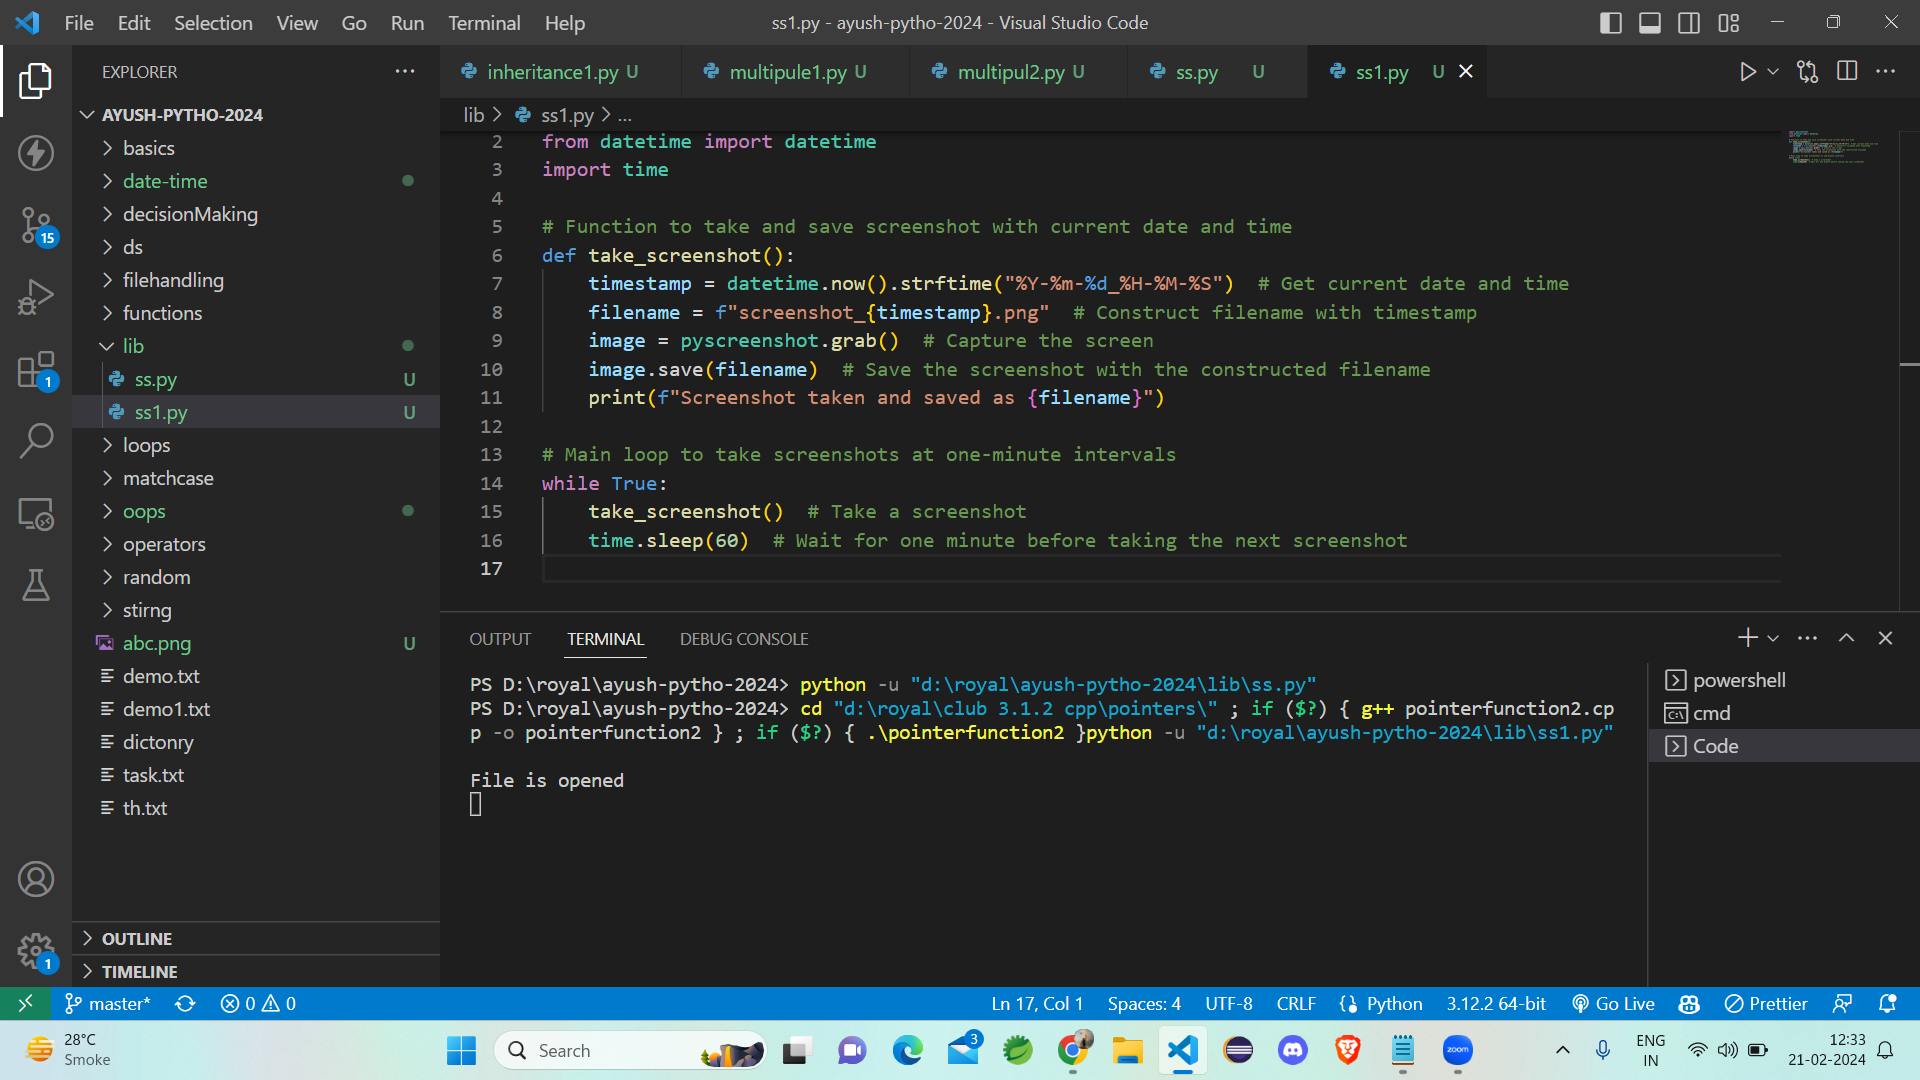 File Edit Selection View Go Run Terminal Help
ss1.py - ayush-pytho-2024 - Visual Studio Code
EXPLORER
AYUSH-PYTHO-2024
basics
date-time
decisionMaking
ds
filehandling
functions
lib
ss.py U
ss1.py U
loops
matchcase
oops
operators
random
stirng
abc.png U
demo.txt
demo1.txt
dictonry
task.txt
th.txt
OUTLINE
TIMELINE
15
1
1
inheritance1.py U multipule1.py U multipul2.py U ss.py U ss1.py U
lib > ss1.py > ...
2 from datetime import datetime
3 import time
4
5 # Function to take and save screenshot with current date and time
6 def take_screenshot():
7 timestamp = datetime.now().strftime("%Y-%m-%d_%H-%M-%S") # Get current date and time
8 filename = f"screenshot_{timestamp}.png" # Construct filename with timestamp
9 image = pyscreenshot.grab() # Capture the screen
10 image.save(filename) # Save the screenshot with the constructed filename
11 print(f"Screenshot taken and saved as {filename}")
12
13 # Main loop to take screenshots at one-minute intervals
14 while True:
15 take_screenshot() # Take a screenshot
16 time.sleep(60) # Wait for one minute before taking the next screenshot
17
OUTPUT TERMINAL DEBUG CONSOLE
PS D:\royal\ayush-pytho-2024> python -u "d:\royal\ayush-pytho-2024\lib\ss.py"
PS D:\royal\ayush-pytho-2024> cd "d:\royal\club 3.1.2 cpp\pointers\" ; if ($?) { g++ pointerfunction2.cp
p -o pointerfunction2 } ; if ($?) { .\pointerfunction2 }python -u "d:\royal\ayush-pytho-2024\lib\ss1.py"
File is opened
powershell
cmd
Code
master* 0 0 Ln 17, Col 1 Spaces: 4 UTF-8 CRLF Python 3.12.2 64-bit Go Live Prettier
28°C
Smoke
Search
3
zoom
ENG
IN
12:33
21-02-2024